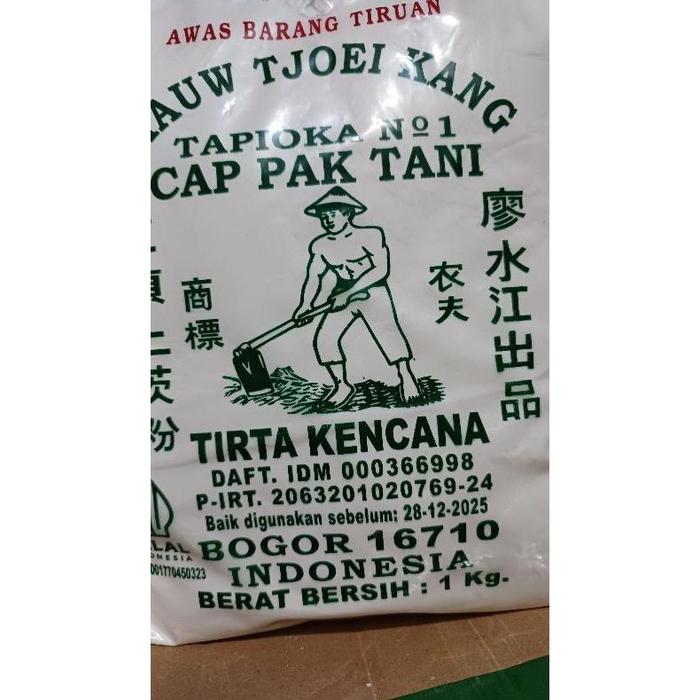 AWAS BARANG TIRUAN
TJOEI KANG
TAPIOKA Nº1
CAP PAK TANI
廖水江出品
农夫
商標
粉
TIRTA KENCANA
DAFT. IDM 000366998
P-IRT. 2063201020769-24
Baik digunakan sebelum: 28-12-2025
BOGOR 16710
INDONESIA
BERAT BERSIH : 1 Kg.-